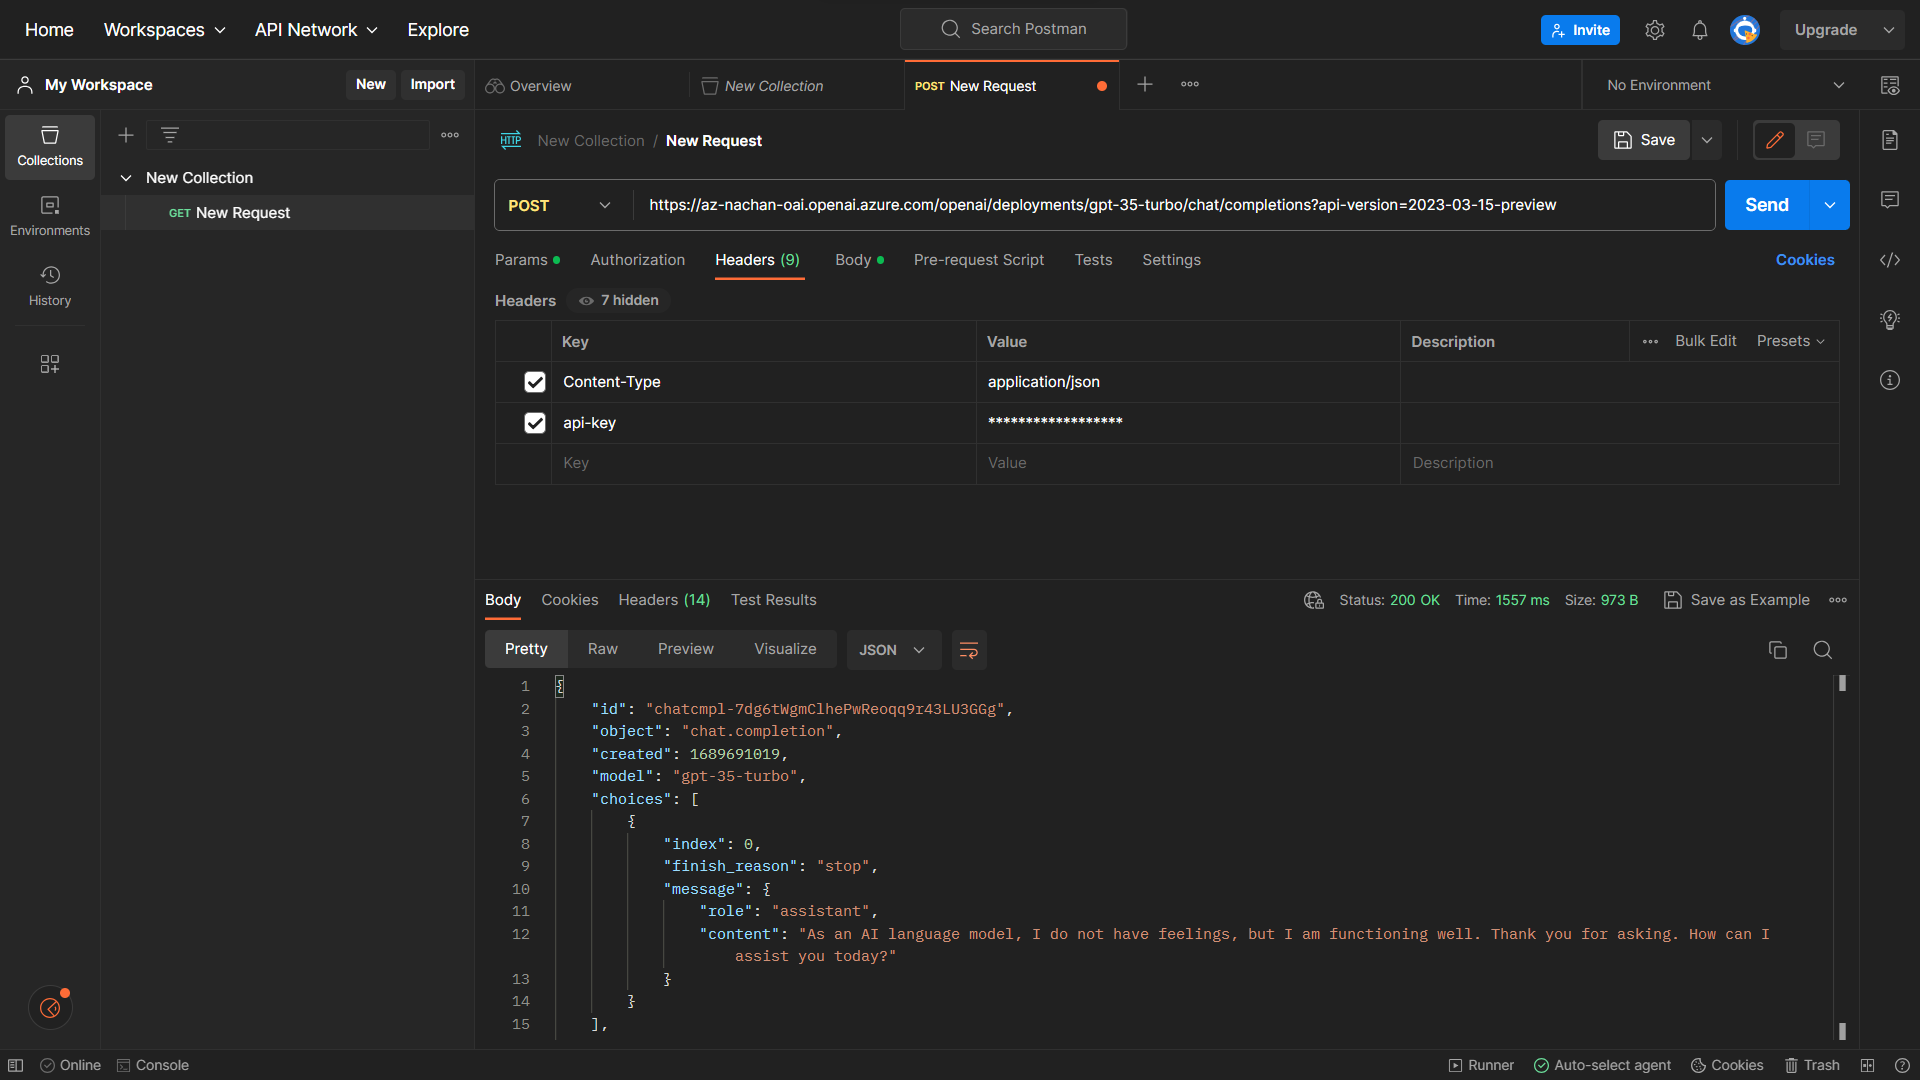 Home Workspaces API Network Explore Search Postman Invite Upgrade
My Workspace New Import Overview New Collection POST New Request No Environment
Collections
New Collection / New Request Save
New Collection
GET New Request
POST https://az-nachan-oai.openai.azure.com/openai/deployments/gpt-35-turbo/chat/completions?api-version=2023-03-15-preview Send
Environments
Params Authorization Headers (9) Body Pre-request Script Tests Settings Cookies
History
Headers 7 hidden
Key Value Description Bulk Edit Presets
Content-Type application/json
api-key ******************
Key Value Description
Body Cookies Headers (14) Test Results Status: 200 OK Time: 1557 ms Size: 973 B Save as Example
Pretty Raw Preview Visualize JSON
1 {
2 "id": "chatcmpl-7dg6tWgmClhePwReoqq9r43LU3GGg",
3 "object": "chat.completion",
4 "created": 1689691019,
5 "model": "gpt-35-turbo",
6 "choices": [
7 {
8 "index": 0,
9 "finish_reason": "stop",
10 "message": {
11 "role": "assistant",
12 "content": "As an AI language model, I do not have feelings, but I am functioning well. Thank you for asking. How can I
assist you today?"
13 }
14 }
15 ],
Online Console Runner Auto-select agent Cookies Trash